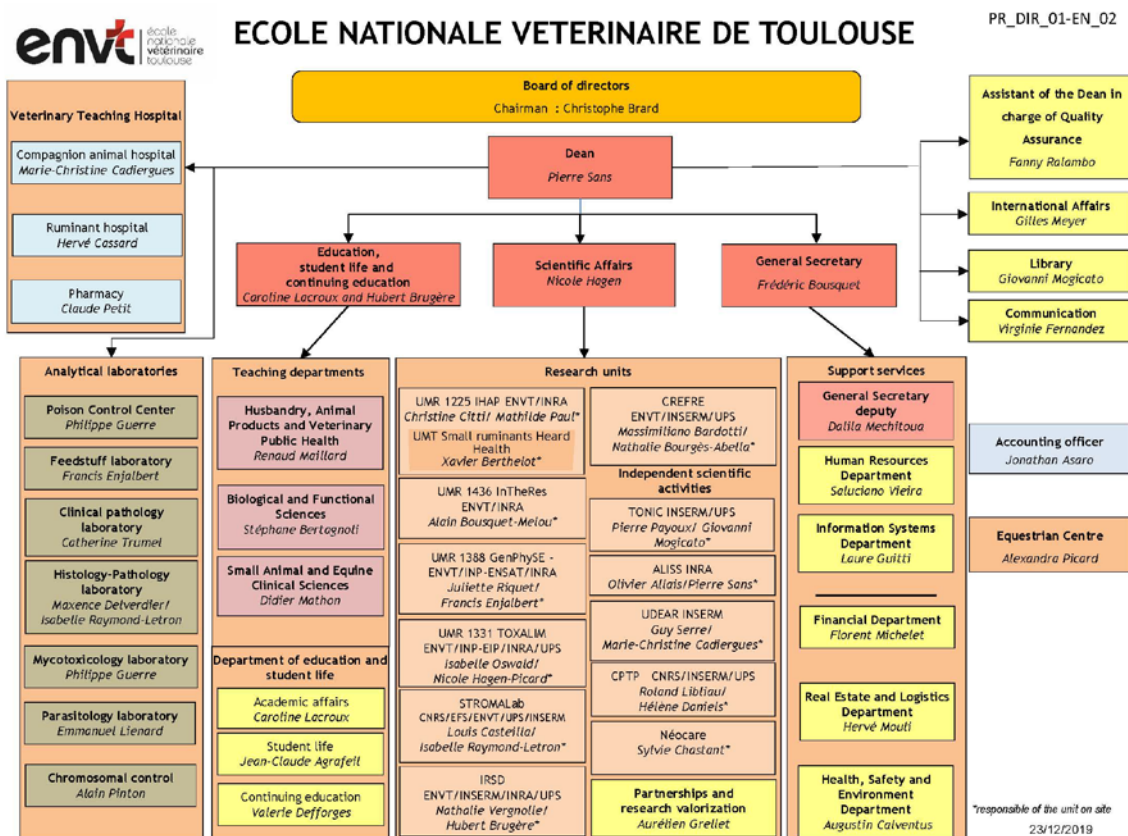 envt
école
nationale
vétérinaire
toulouse
ECOLE NATIONALE VETERINAIRE DE TOULOUSE
PR_DIR_01-EN_02
Board of directors
Chairman : Christophe Brard
Veterinary Teaching Hospital
Compagnion animal hospital
Marie-Christine Cadiergues
Ruminant hospital
Hervé Cassard
Pharmacy
Claude Petit
Dean
Pierre Sans
Assistant of the Dean in
charge of Quality
Assurance
Fanny Ralambo
International Affairs
Gilles Meyer
Library
Giovanni Mogicato
Communication
Virginie Fernandez
Education,
student life and
continuing education
Caroline Lacroux and Hubert Brugère
Scientific Affairs
Nicole Hagen
General Secretary
Frédéric Bousquet
Analytical laboratories
Poison Control Center
Philippe Guerre
Feedstuff laboratory
Francis Enjalbert
Clinical pathology
laboratory
Catherine Trumel
Histology-Pathology
laboratory
Maxence Delverdier/
Isabelle Raymond-Letron
Mycotoxicology laboratory
Philippe Guerre
Parasitology laboratory
Emmanuel Lienard
Chromosomal control
Alain Pinton
Teaching departments
Husbandry, Animal
Products and Veterinary
Public Health
Renaud Maillard
Biological and Functional
Sciences
Stéphane Bertagnoli
Small Animal and Equine
Clinical Sciences
Didier Mathon
Department of education and
student life
Academic affairs
Caroline Lacroux
Student life
Jean-Claude Agrafeil
Continuing education
Valerie Defforges
Research units
UMR 1225 IHAP ENVT/INRA
Christine Citti/ Mathilde Paul*
UMT Small ruminants Heard
Health
Xavier Berthelot*
UMR 1436 InTheRes
ENVT/INRA
Alain Bousquet-Melou*
UMR 1388 GenPhySE -
ENVT/INP-ENSAT/INRA
Juliette Riquet/
Francis Enjalbert*
UMR 1331 TOXALIM
ENVT/INP-EIP/INRA/UPS
Isabelle Oswald/
Nicole Hagen-Picard*
STROMALab
CNRS/EFS/ENVT/UPS/INSERM
Louis Casteilla/
Isabelle Raymond-Letron*
IRSD
ENVT/INSERM/INRA/UPS
Nathalie Vergnolle/
Hubert Brugère*
CREFRE
ENVT/INSERM/UPS
Massimiliano Bardotti/
Nathalie Bourgès-Abella*
Independent scientific
activities
TONIC INSERM/UPS
Pierre Payoux/ Giovanni
Mogicato*
ALISS INRA
Olivier Allais/Pierre Sans*
UDEAR INSERM
Guy Serre/
Marie-Christine Cadiergues*
CPTP CNRS/INSERM/UPS
Roland Libliau/
Hélène Daniels*
Néocare
Sylvie Chastant*
Partnerships and
research valorization
Aurélien Grellet
Support services
General Secretary
deputy
Dalila Mechitoua
Human Resources
Department
Saluciano Vieira
Information Systems
Department
Laure Guitti
Financial Department
Florent Michelet
Real Estate and Logistics
Department
Hervé Mouti
Health, Safety and
Environment
Department
Augustin Calventus
Accounting officer
Jonathan Asaro
Equestrian Centre
Alexandra Picard
*responsible of the unit on site
23/12/2019